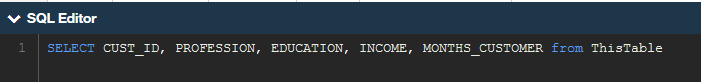 SQL Editor
1 SELECT CUST_ID, PROFESSION, EDUCATION, INCOME, MONTHS_CUSTOMER from ThisTable